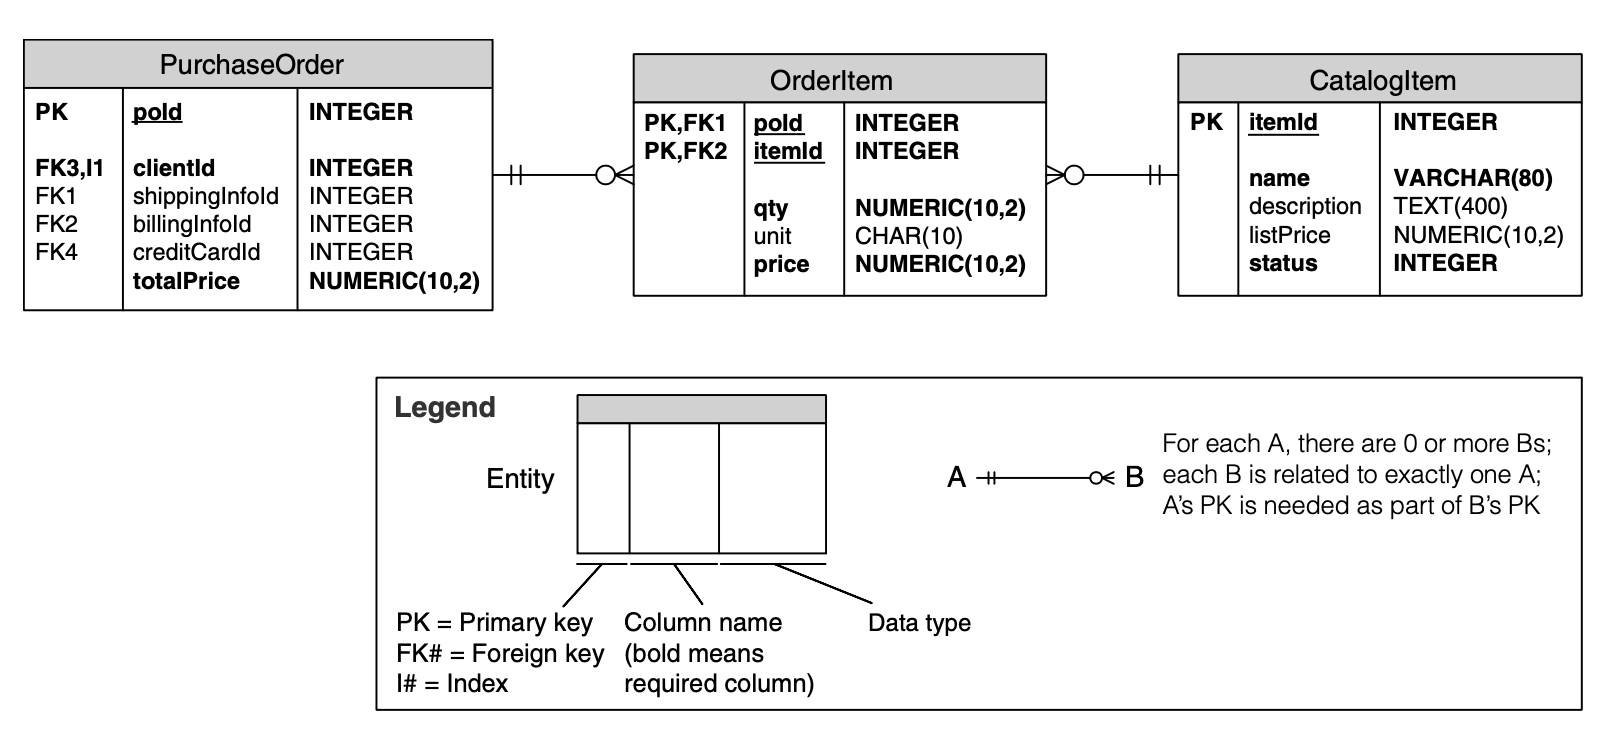 PurchaseOrder
PK poId INTEGER
FK3,I1 clientId INTEGER
FK1 shippingInfoId INTEGER
FK2 billingInfoId INTEGER
FK4 creditCardId INTEGER
totalPrice NUMERIC(10,2)
OrderItem
PK,FK1 poId INTEGER
PK,FK2 itemId INTEGER
qty NUMERIC(10,2)
unit CHAR(10)
price NUMERIC(10,2)
CatalogItem
PK itemId INTEGER
name VARCHAR(80)
description TEXT(400)
listPrice NUMERIC(10,2)
status INTEGER
Legend
Entity
PK = Primary key
FK# = Foreign key
I# = Index
Column name
(bold means
required column)
Data type
A B
For each A, there are 0 or more Bs;
each B is related to exactly one A;
A’s PK is needed as part of B’s PK